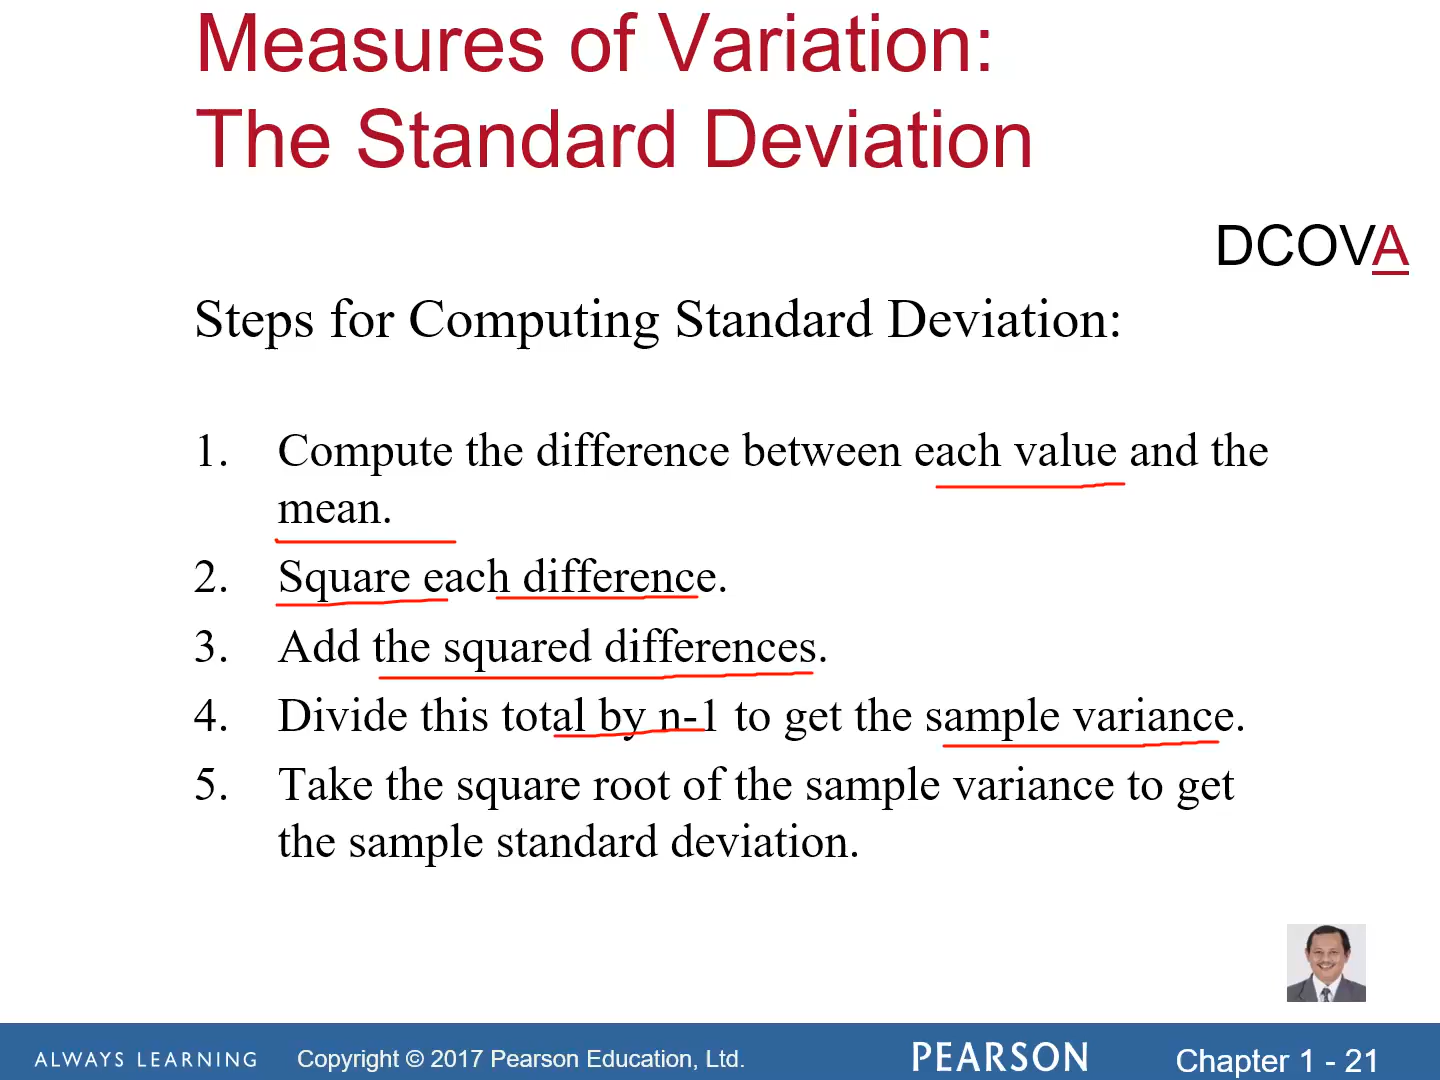 Measures of Variation:
The Standard Deviation
DCOVA
Steps for Computing Standard Deviation:
1. Compute the difference between each value and the
mean.
2. Square each difference.
3. Add the squared differences.
4. Divide this total by n-1 to get the sample variance.
5. Take the square root of the sample variance to get
the sample standard deviation.
ALWAYS LEARNING Copyright © 2017 Pearson Education, Ltd. PEARSON Chapter 1 - 21